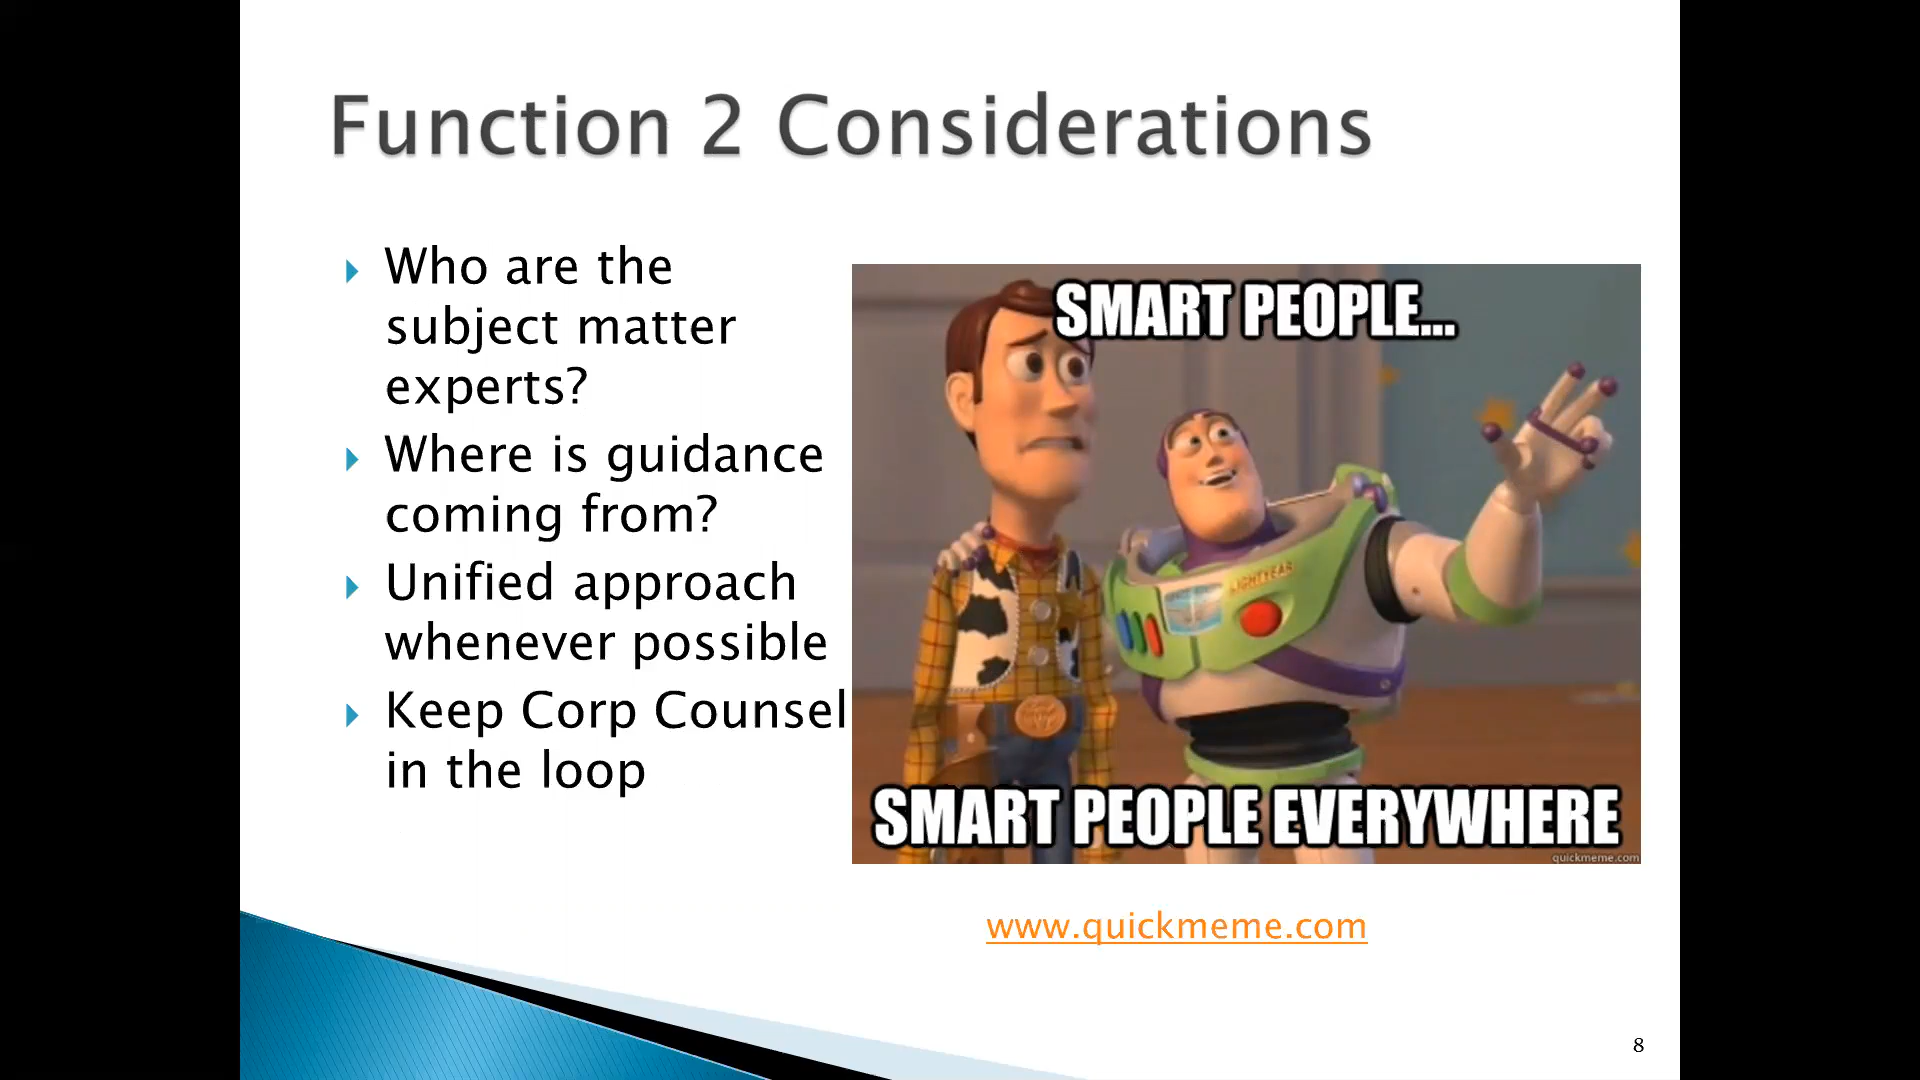 Function 2 Considerations
Who are the
subject matter
experts?
Where is guidance
coming from?
Unified approach
whenever possible
Keep Corp Counsel
in the loop
SMART PEOPLE...
LIGHTYEAR
SMART PEOPLE EVERYWHERE
quickmeme.com
www.quickmeme.com
8